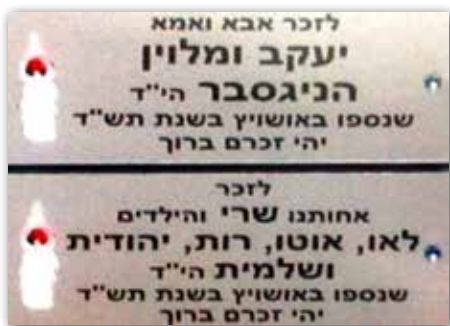 לזכר אבא ואמא
יעקב ומלוין
הניגסבר הי"ד
שנספו באושויץ בשנת תש"ד
יהי זכרם ברוך
לזכר
אחותנו שרי והילדים
לאו, אוטו, רות, יהודית
ושלמית הי"ד
שנספו באושויץ בשנת תש"ד
יהי זכרם ברוך